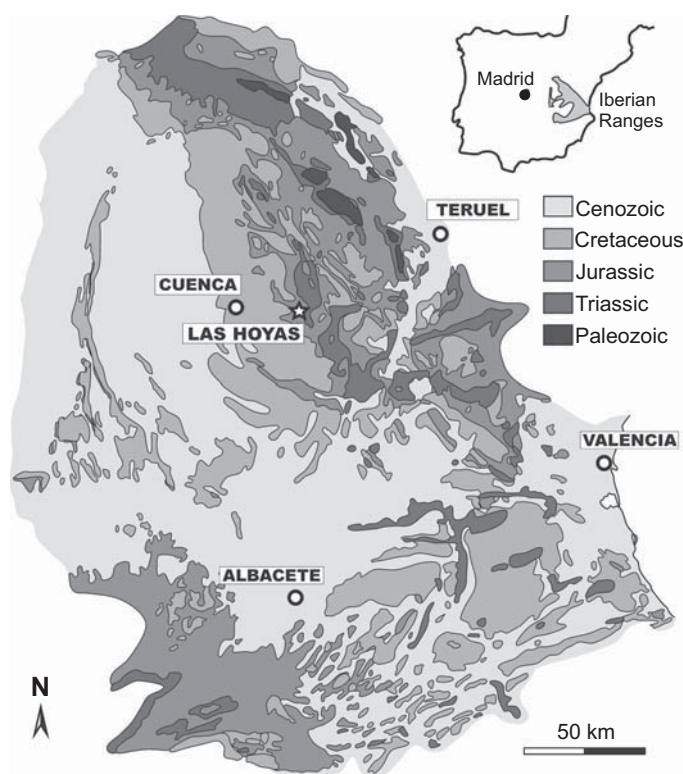 Madrid
Iberian
Ranges
TERUEL
Cenozoic
Cretaceous
Jurassic
Triassic
Paleozoic
CUENCA
LAS HOYAS
VALENCIA
ALBACETE
N
50 km